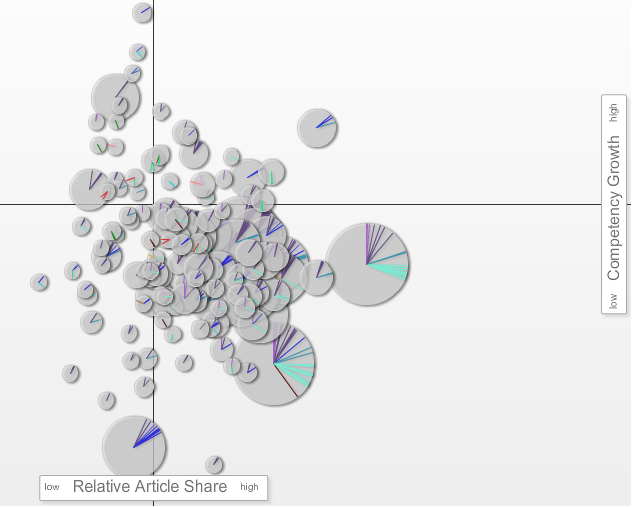 high
Competency Growth
low
low Relative Article Share high